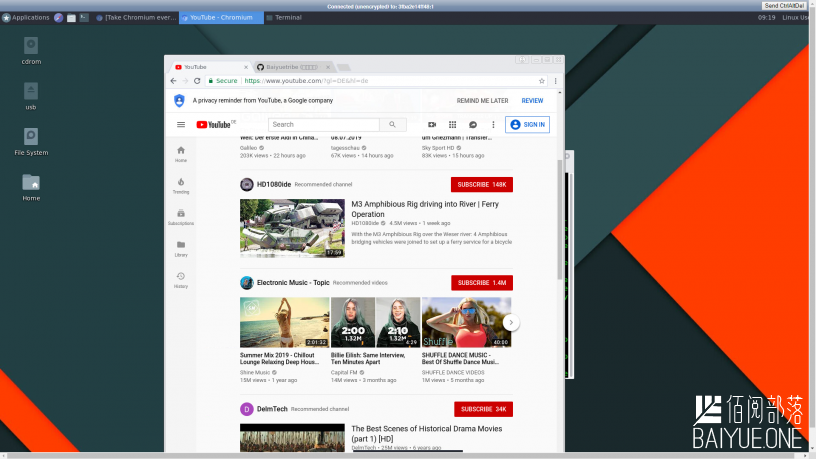 Connected (unencrypted) to: 3fba2e14ff46:1
Send CtrlAltDel
Applications
[Take Chromium ever...
YouTube - Chromium
Terminal
09:19
Linux Us
cdrom
usb
File System
Home
YouTube
Baiyuetribe
Secure
https://www.youtube.com/?gl=DE&hl=de
A privacy reminder from YouTube, a Google company
REMIND ME LATER
REVIEW
YouTube DE
Search
SIGN IN
Home
Trending
Subscriptions
Library
History
Welt: Der erste Aldi in China...
08.07.2019
um Griezmann | Transfer...
Galileo
tagesschau
Sky Sport HD
203K views • 22 hours ago
67K views • 14 hours ago
83K views • 15 hours ago
HD1080ide
Recommended channel
SUBSCRIBE 148K
M3 Amphibious Rig driving into River | Ferry
Operation
HD1080ide
4.5M views • 1 week ago
With the M3 Amphibious Rig over the Weser river. 4 Amphibious
bridging vehicles were joined to set up a ferry service for a bicycle
17:59
Electronic Music - Topic
Recommended videos
SUBSCRIBE 1.4M
2:01:32
2:00
1.32M
2:10
1.32M
4:29
Shuffle
40:00
Summer Mix 2019 - Chillout
Lounge Relaxing Deep Hous...
Billie Eilish: Same Interview,
Ten Minutes Apart
SHUFFLE DANCE MUSIC -
Best Of Shuffle Dance Musi...
Shine Music
Capital FM
SHUFFLE DANCE VIDEOS
15M views • 1 year ago
14M views • 3 months ago
1M views • 5 months ago
D
DelmTech
Recommended channel
SUBSCRIBE 34K
The Best Scenes of Historical Drama Movies
(part 1) [HD]
DelmTech • 25M views • 6 years ago
佰阅部落
BAIYUE.ONE